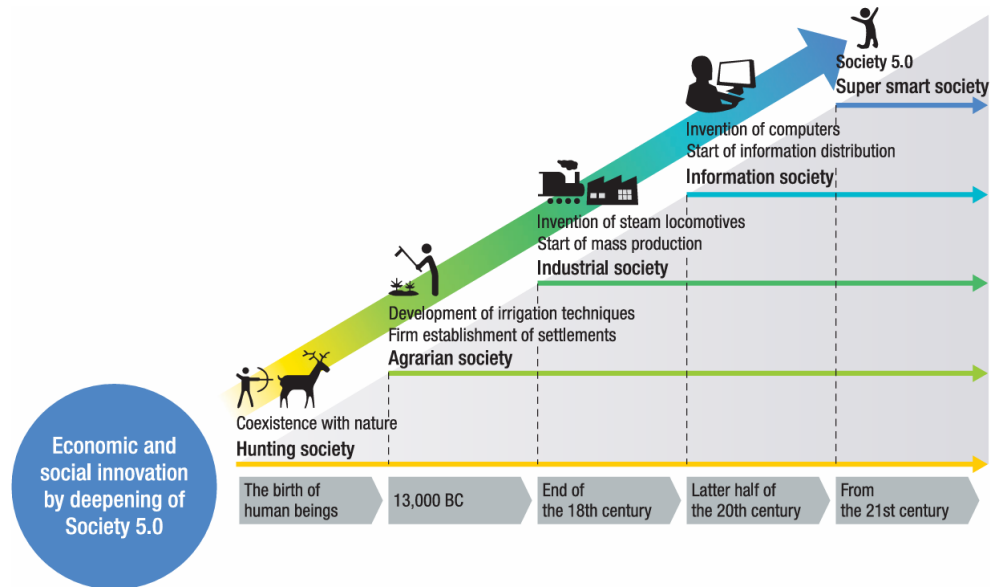 Society 5.0
Super smart society
Invention of computers
Start of information distribution
Information society
Invention of steam locomotives
Start of mass production
Industrial society
Development of irrigation techniques
Firm establishment of settlements
Agrarian society
Coexistence with nature
Hunting society
Economic and
social innovation
by deepening of
Society 5.0
The birth of
human beings
13,000 BC
End of
the 18th century
Latter half of
the 20th century
From
the 21st century